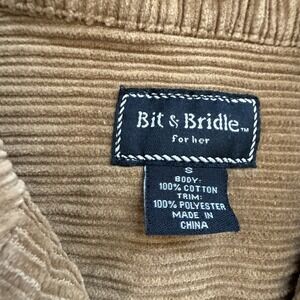 Bit & Bridle™
for her
S
BODY:
100% COTTON
TRIM:
100% POLYESTER
MADE IN
CHINA